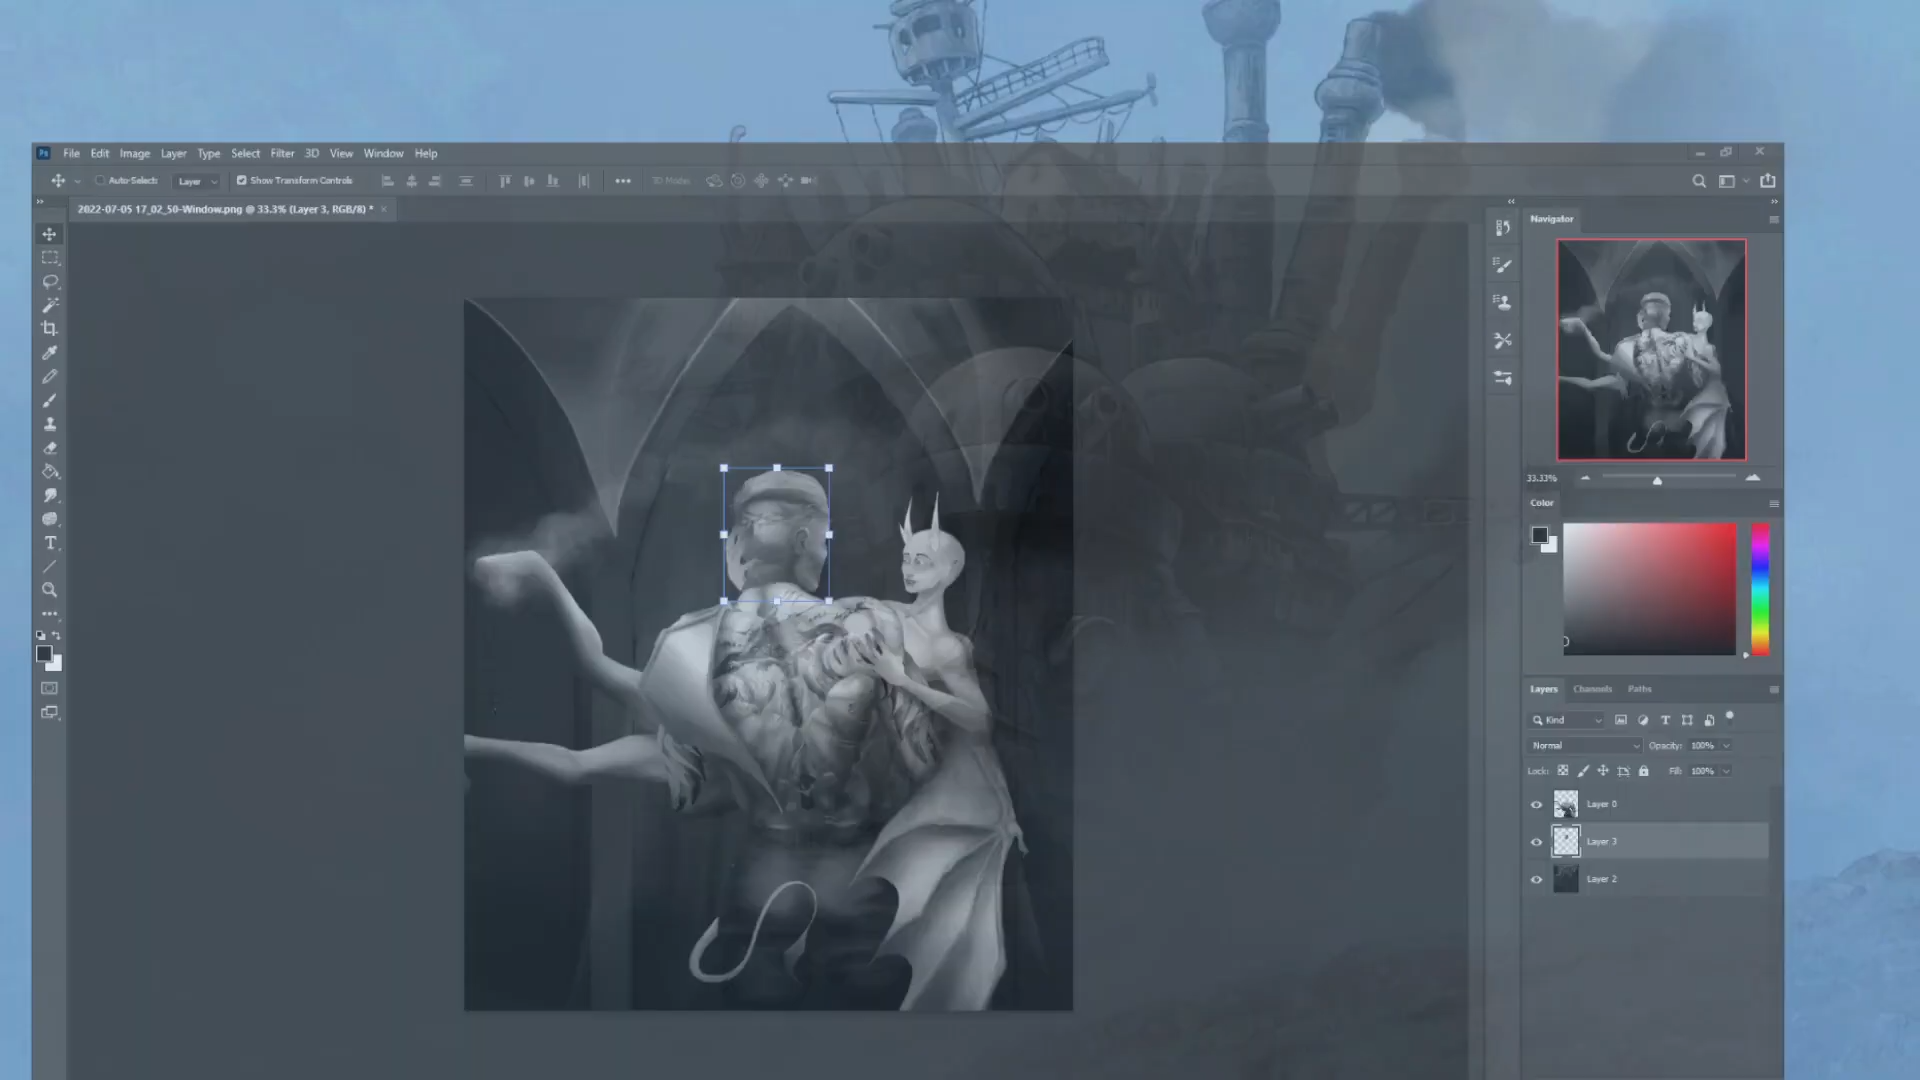 Ps File Edit Image Layer Type Select Filter 3D View Window Help
Auto-Select: Layer Show Transform Controls 3D Mode:
2022-07-05 17_02_50-Window.png @ 33.3% (Layer 3, RGB/8) *
Navigator
33.33%
Color
Layers Channels Paths
Kind
Normal Opacity: 100%
Lock: Fill: 100%
Layer 0
Layer 3
Layer 2